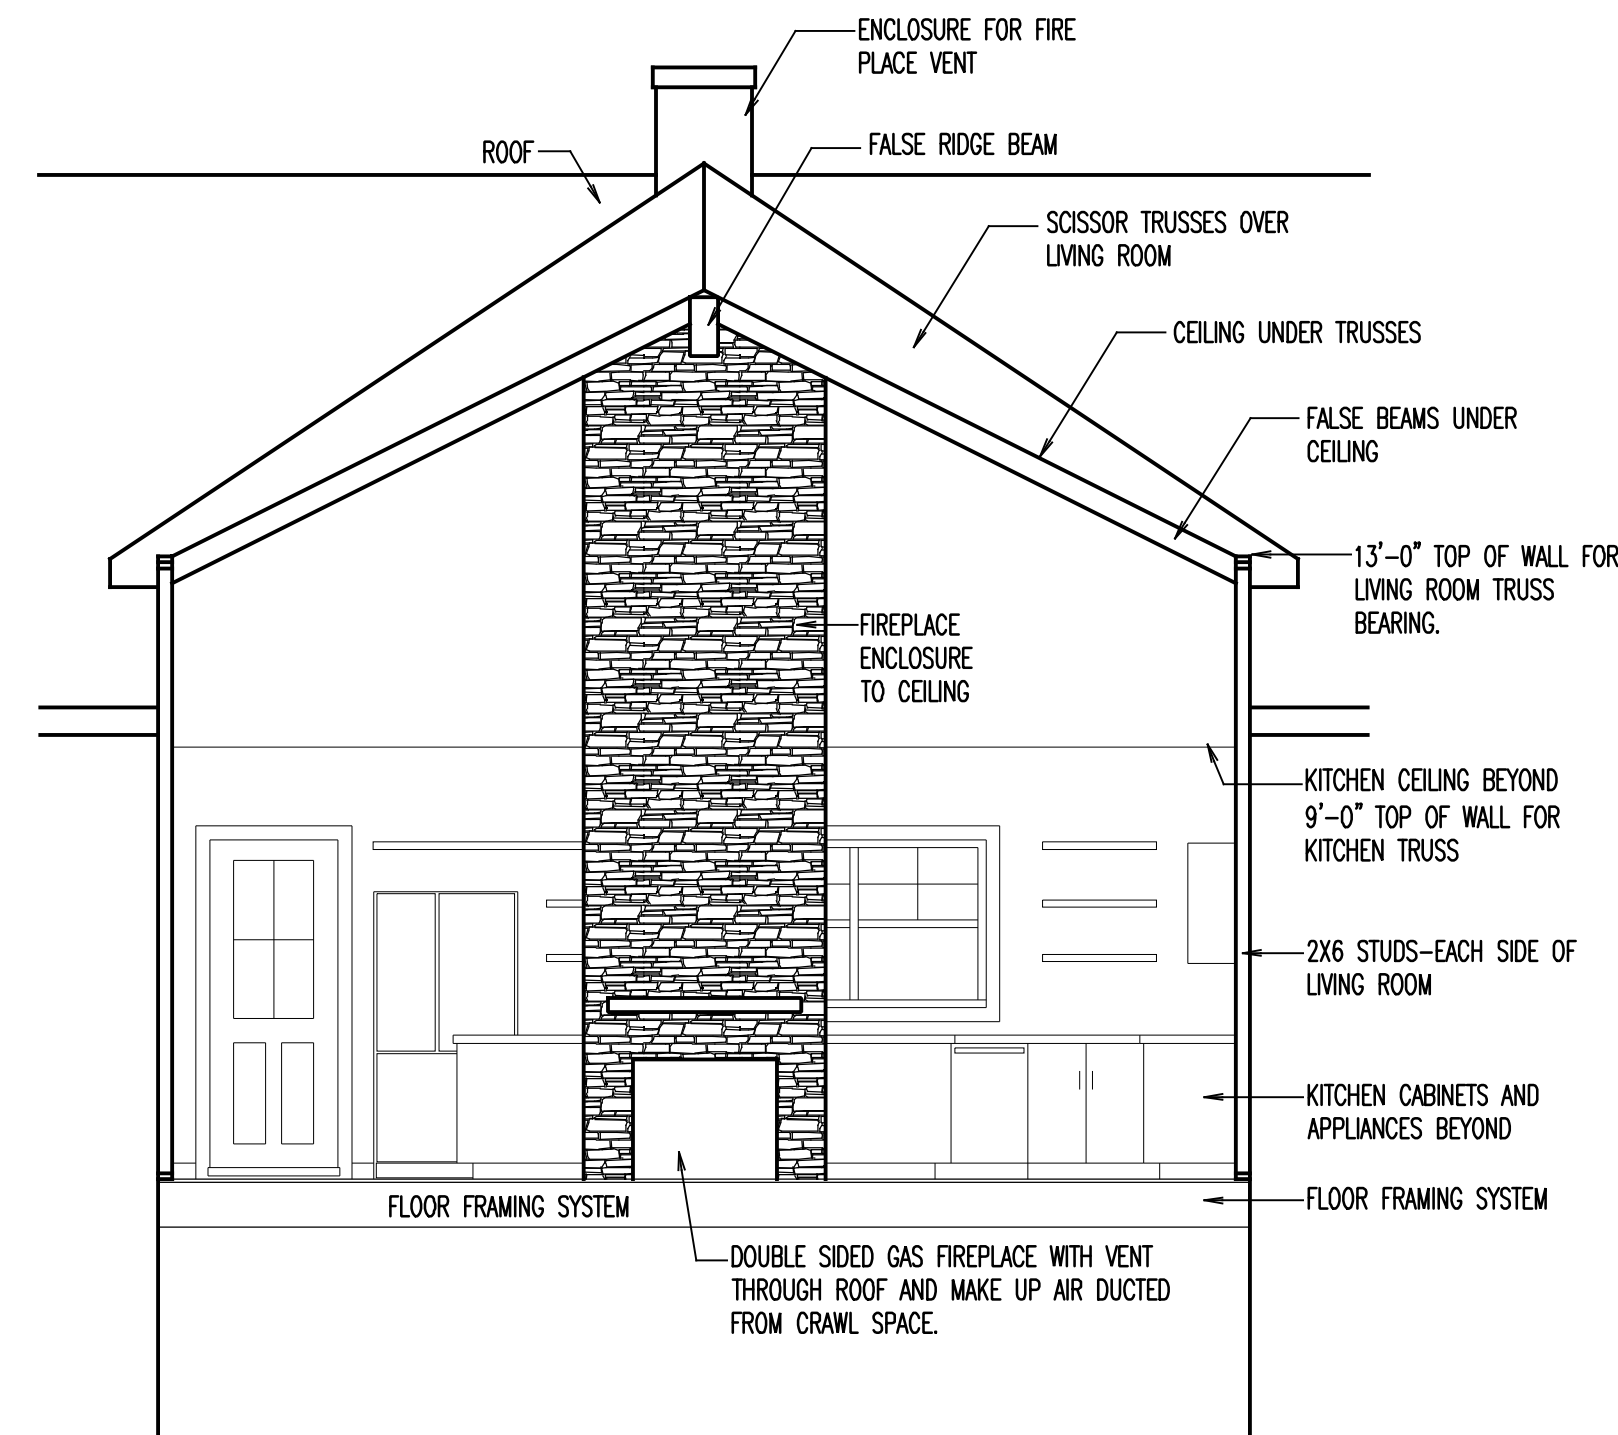 ENCLOSURE FOR FIRE
PLACE VENT
ROOF
FALSE RIDGE BEAM
SCISSOR TRUSSES OVER
LIVING ROOM
CEILING UNDER TRUSSES
FALSE BEAMS UNDER
CEILING
13'-0" TOP OF WALL FOR
LIVING ROOM TRUSS
BEARING.
FIREPLACE
ENCLOSURE
TO CEILING
KITCHEN CEILING BEYOND
9'-0" TOP OF WALL FOR
KITCHEN TRUSS
2X6 STUDS-EACH SIDE OF
LIVING ROOM
KITCHEN CABINETS AND
APPLIANCES BEYOND
FLOOR FRAMING SYSTEM
FLOOR FRAMING SYSTEM
DOUBLE SIDED GAS FIREPLACE WITH VENT
THROUGH ROOF AND MAKE UP AIR DUCTED
FROM CRAWL SPACE.